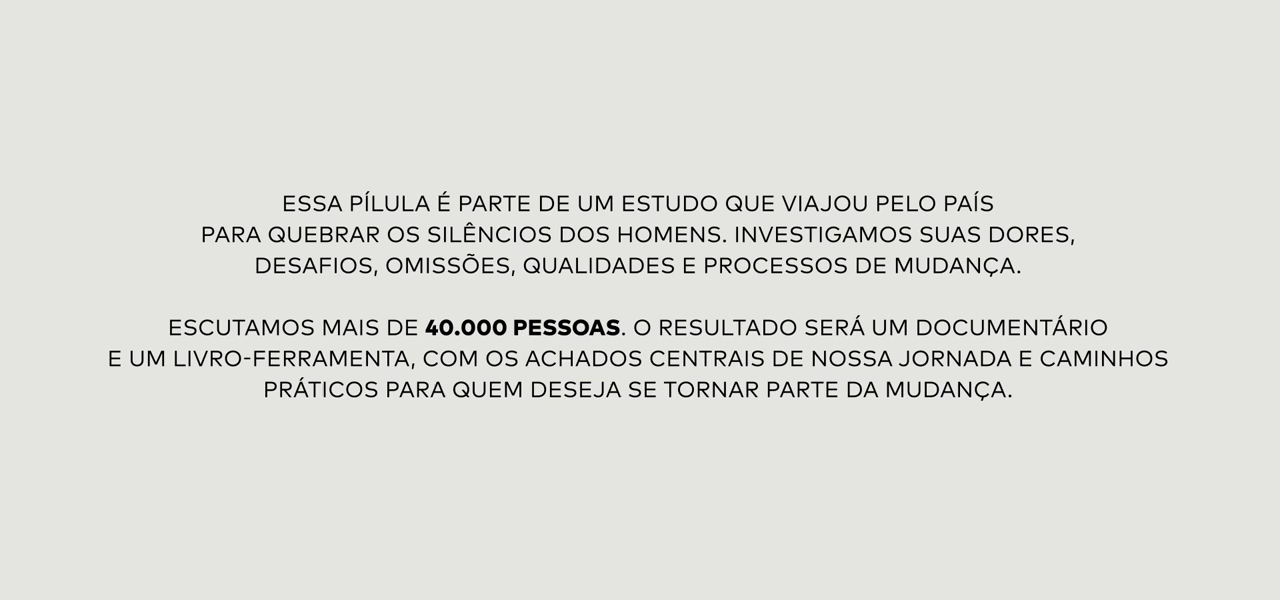 ESSA PÍLULA É PARTE DE UM ESTUDO QUE VIAJOU PELO PAÍS
PARA QUEBRAR OS SILÊNCIOS DOS HOMENS. INVESTIGAMOS SUAS DORES,
DESAFIOS, OMISSÕES, QUALIDADES E PROCESSOS DE MUDANÇA.
ESCUTAMOS MAIS DE 40.000 PESSOAS. O RESULTADO SERÁ UM DOCUMENTÁRIO
E UM LIVRO-FERRAMENTA, COM OS ACHADOS CENTRAIS DE NOSSA JORNADA E CAMINHOS
PRÁTICOS PARA QUEM DESEJA SE TORNAR PARTE DA MUDANÇA.